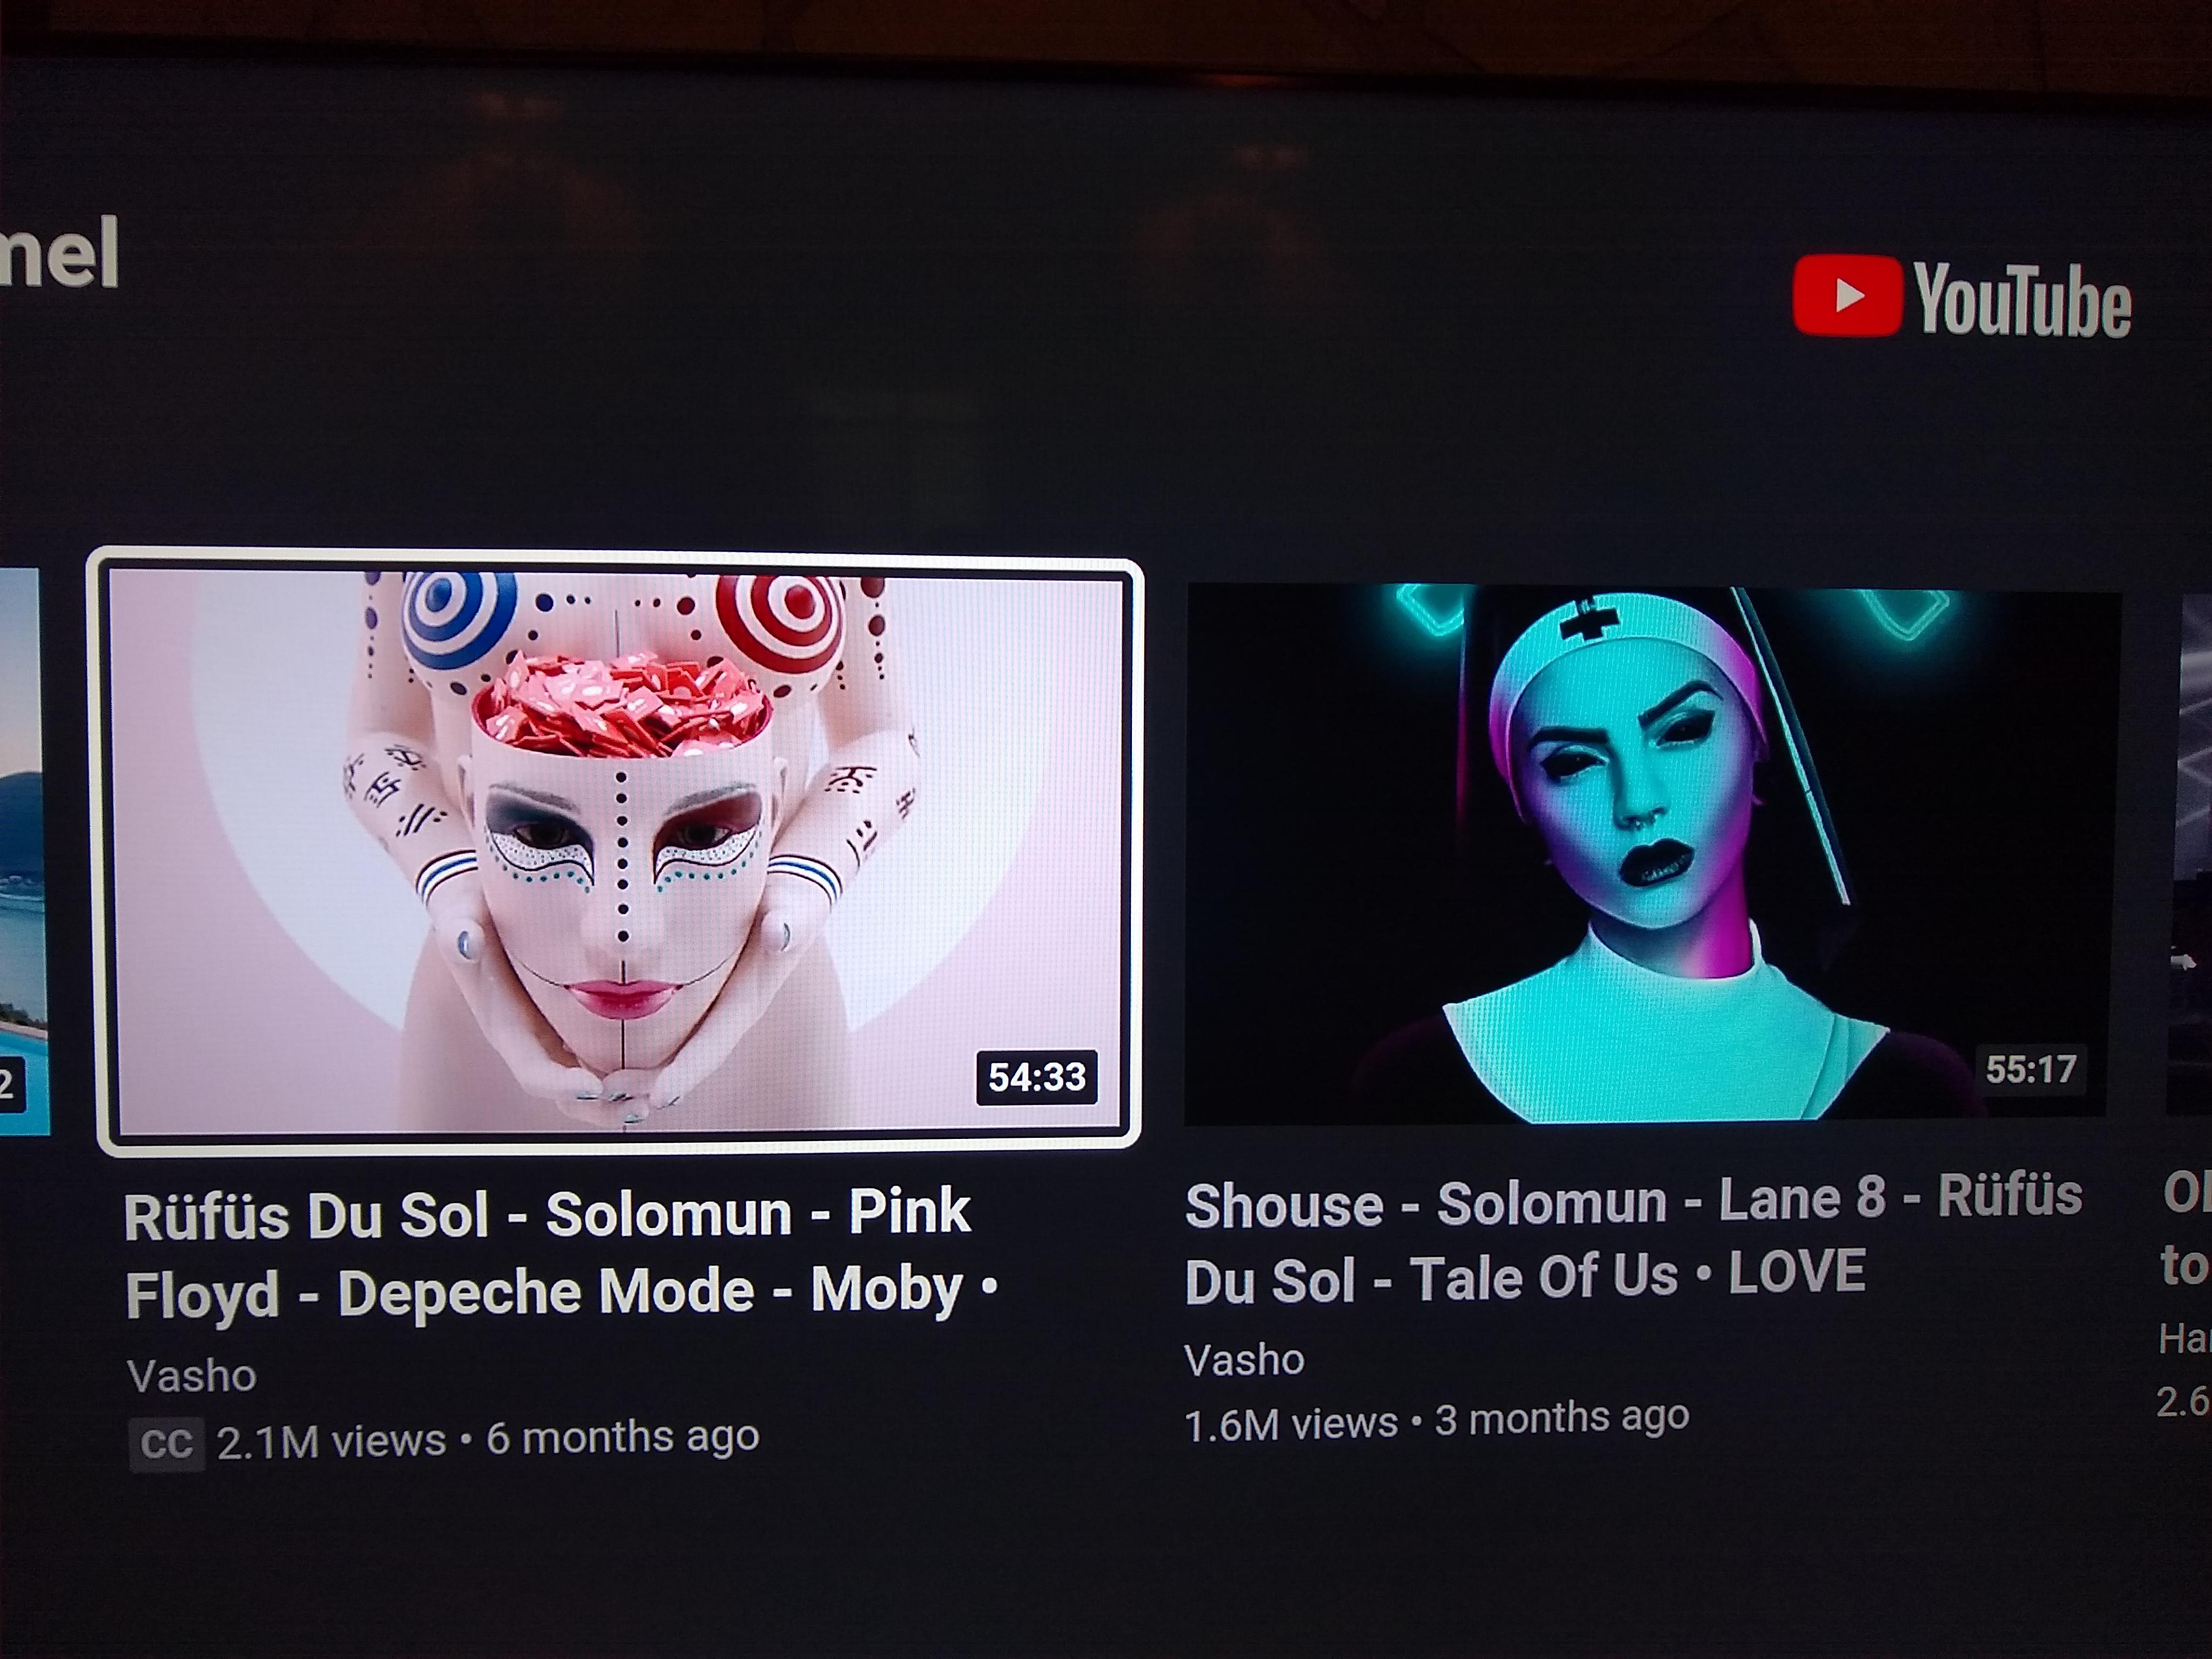 nel
YouTube
2
54:33
55:17
Rüfüs Du Sol - Solomun - Pink
Floyd - Depeche Mode - Moby •
Vasho
CC 2.1M views • 6 months ago
Shouse - Solomun - Lane 8 - Rüfüs
Du Sol - Tale Of Us • LOVE
Vasho
1.6M views • 3 months ago
to
Ha
2.6